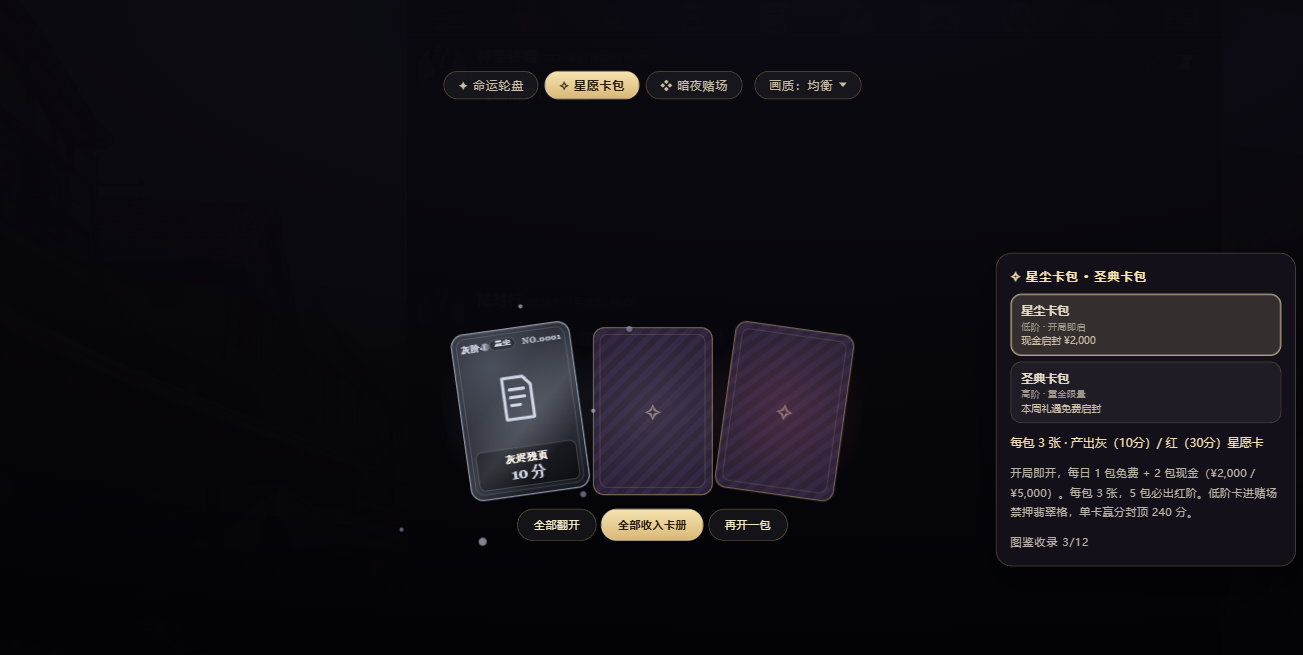 ✦ 命运轮盘
✧ 星愿卡包
❖ 暗夜赌场
画质：均衡
灰阶·① 星尘 NO.0001
灰烬残页
10 分
全部翻开
全部收入卡册
再开一包
✧ 星尘卡包 · 圣典卡包
星尘卡包
低阶 · 开局即启
现金启封 ¥2,000
圣典卡包
高阶 · 重全限量
本周礼遇免费启封
每包 3 张 · 产出灰（10分）/ 红（30分）星愿卡
开局即开，每日 1 包免费 + 2 包现金（¥2,000 /
¥5,000）。每包 3 张，5 包必出红阶。低阶卡进赌场
禁押翡翠格，单卡赢分封顶 240 分。
图鉴收录 3/12